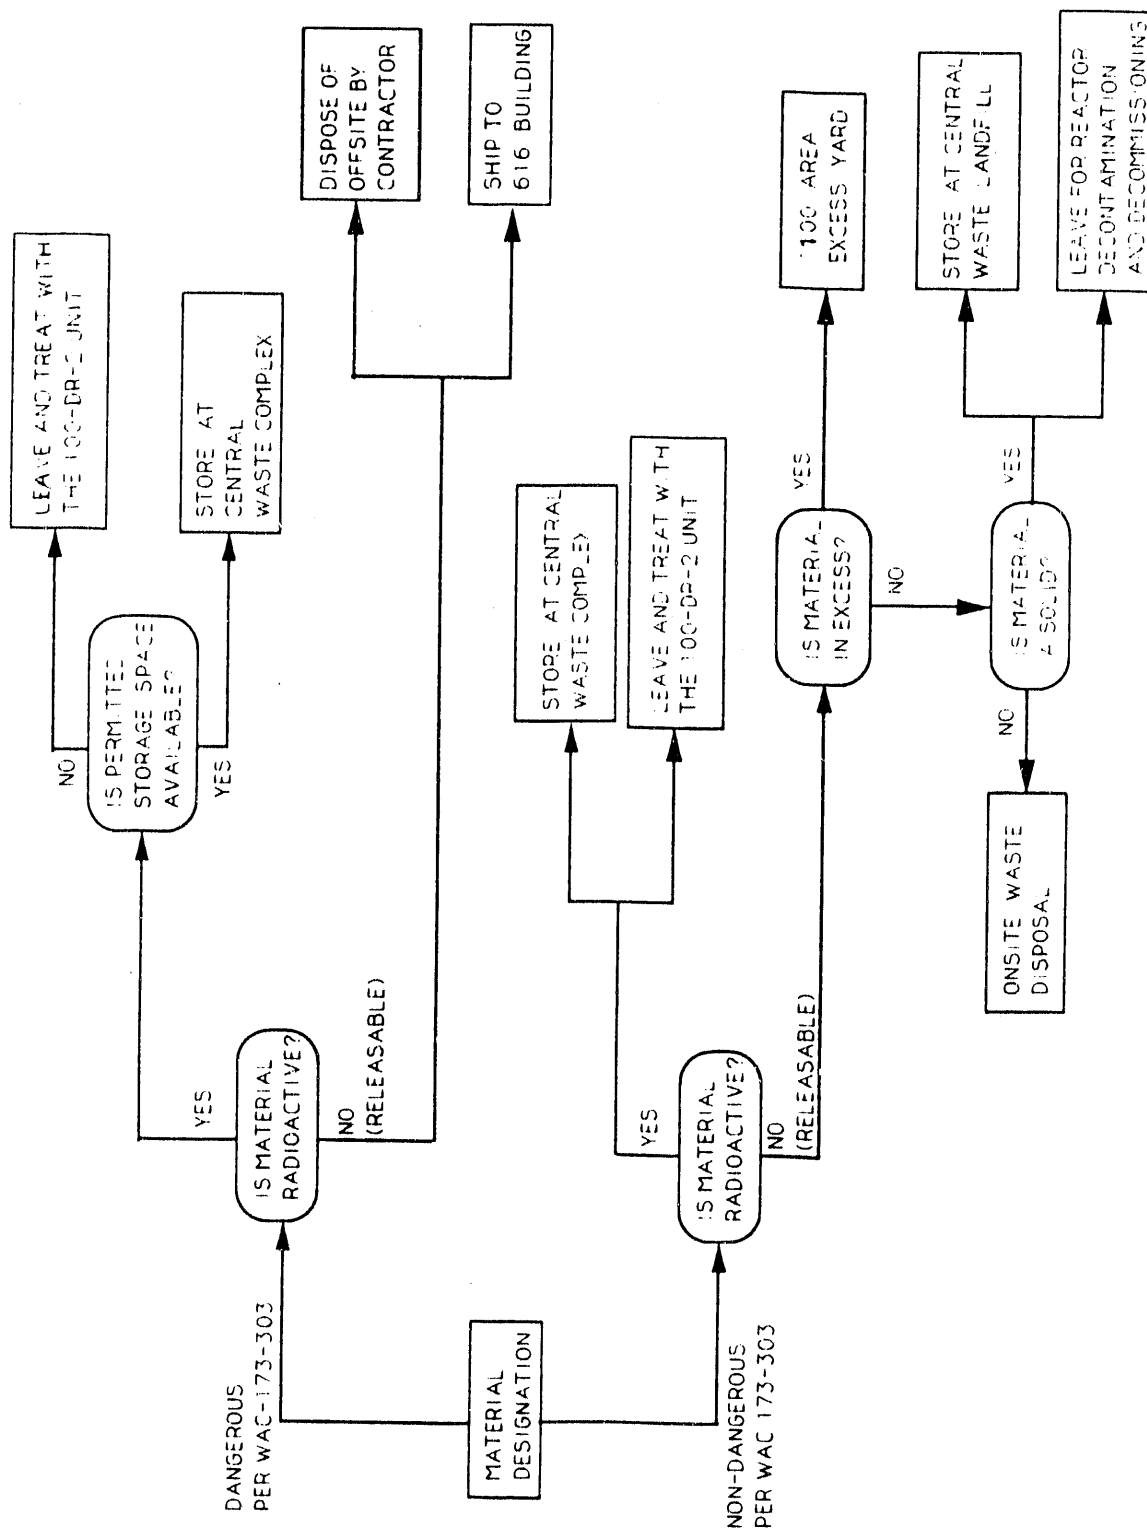 DANGEROUS
PER WAC-173-303
MATERIAL
DESIGNATION
NON-DANGEROUS
PER WAC 173-303
IS MATERIAL
RADIOACTIVE?
YES
NO
(RELEASABLE)
IS PERMITTED
STORAGE SPACE
AVAILABLE?
NO
YES
LEAVE AND TREAT WITH
THE 100-DR-2 UNIT
STORE AT
CENTRAL
WASTE COMPLEX
DISPOSE OF
OFFSITE BY
CONTRACTOR
SHIP TO
616 BUILDING
IS MATERIAL
RADIOACTIVE?
YES
NO
(RELEASABLE)
STORE AT CENTRAL
WASTE COMPLEX
LEAVE AND TREAT WITH
THE 100-DR-2 UNIT
IS MATERIAL
IN EXCESS?
YES
NO
1100 AREA
EXCESS YARD
IS MATERIAL
A SOLID?
YES
NO
STORE AT CENTRAL
WASTE LANDFILL
LEAVE FOR REACTOR
DECONTAMINATION
AND DECOMMISSIONING
ONSITE WASTE
DISPOSAL